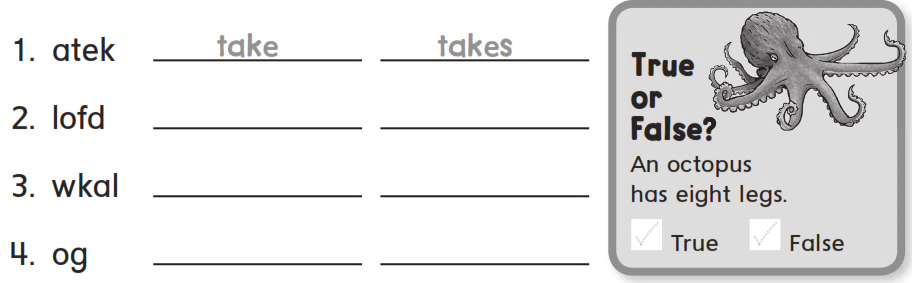 1. atek take takes
2. lofd
3. wkal
4. og
True
or
False?
An octopus
has eight legs.
True False